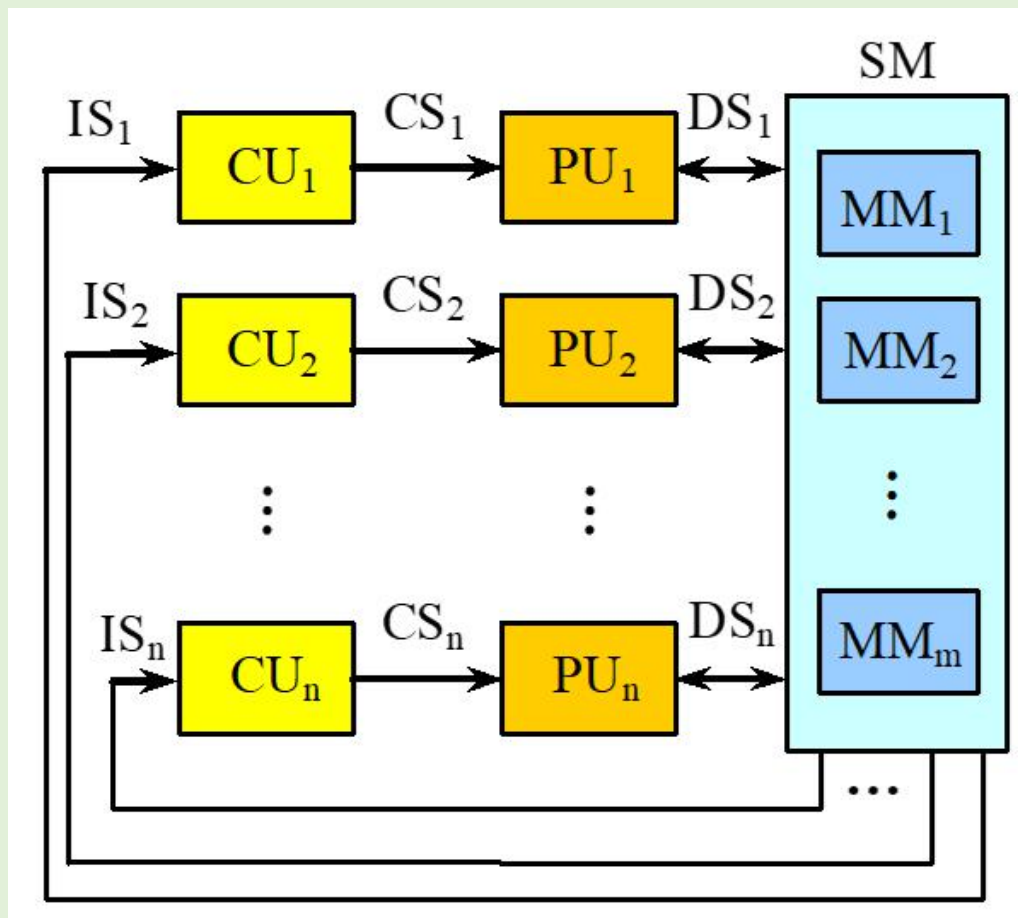 SM
IS₁ CS₁ DS₁
CU₁ PU₁ MM₁
IS₂ CS₂ DS₂
CU₂ PU₂ MM₂
⋮ ⋮ ⋮
ISₙ CSₙ DSₙ
CUₙ PUₙ MMₘ
…